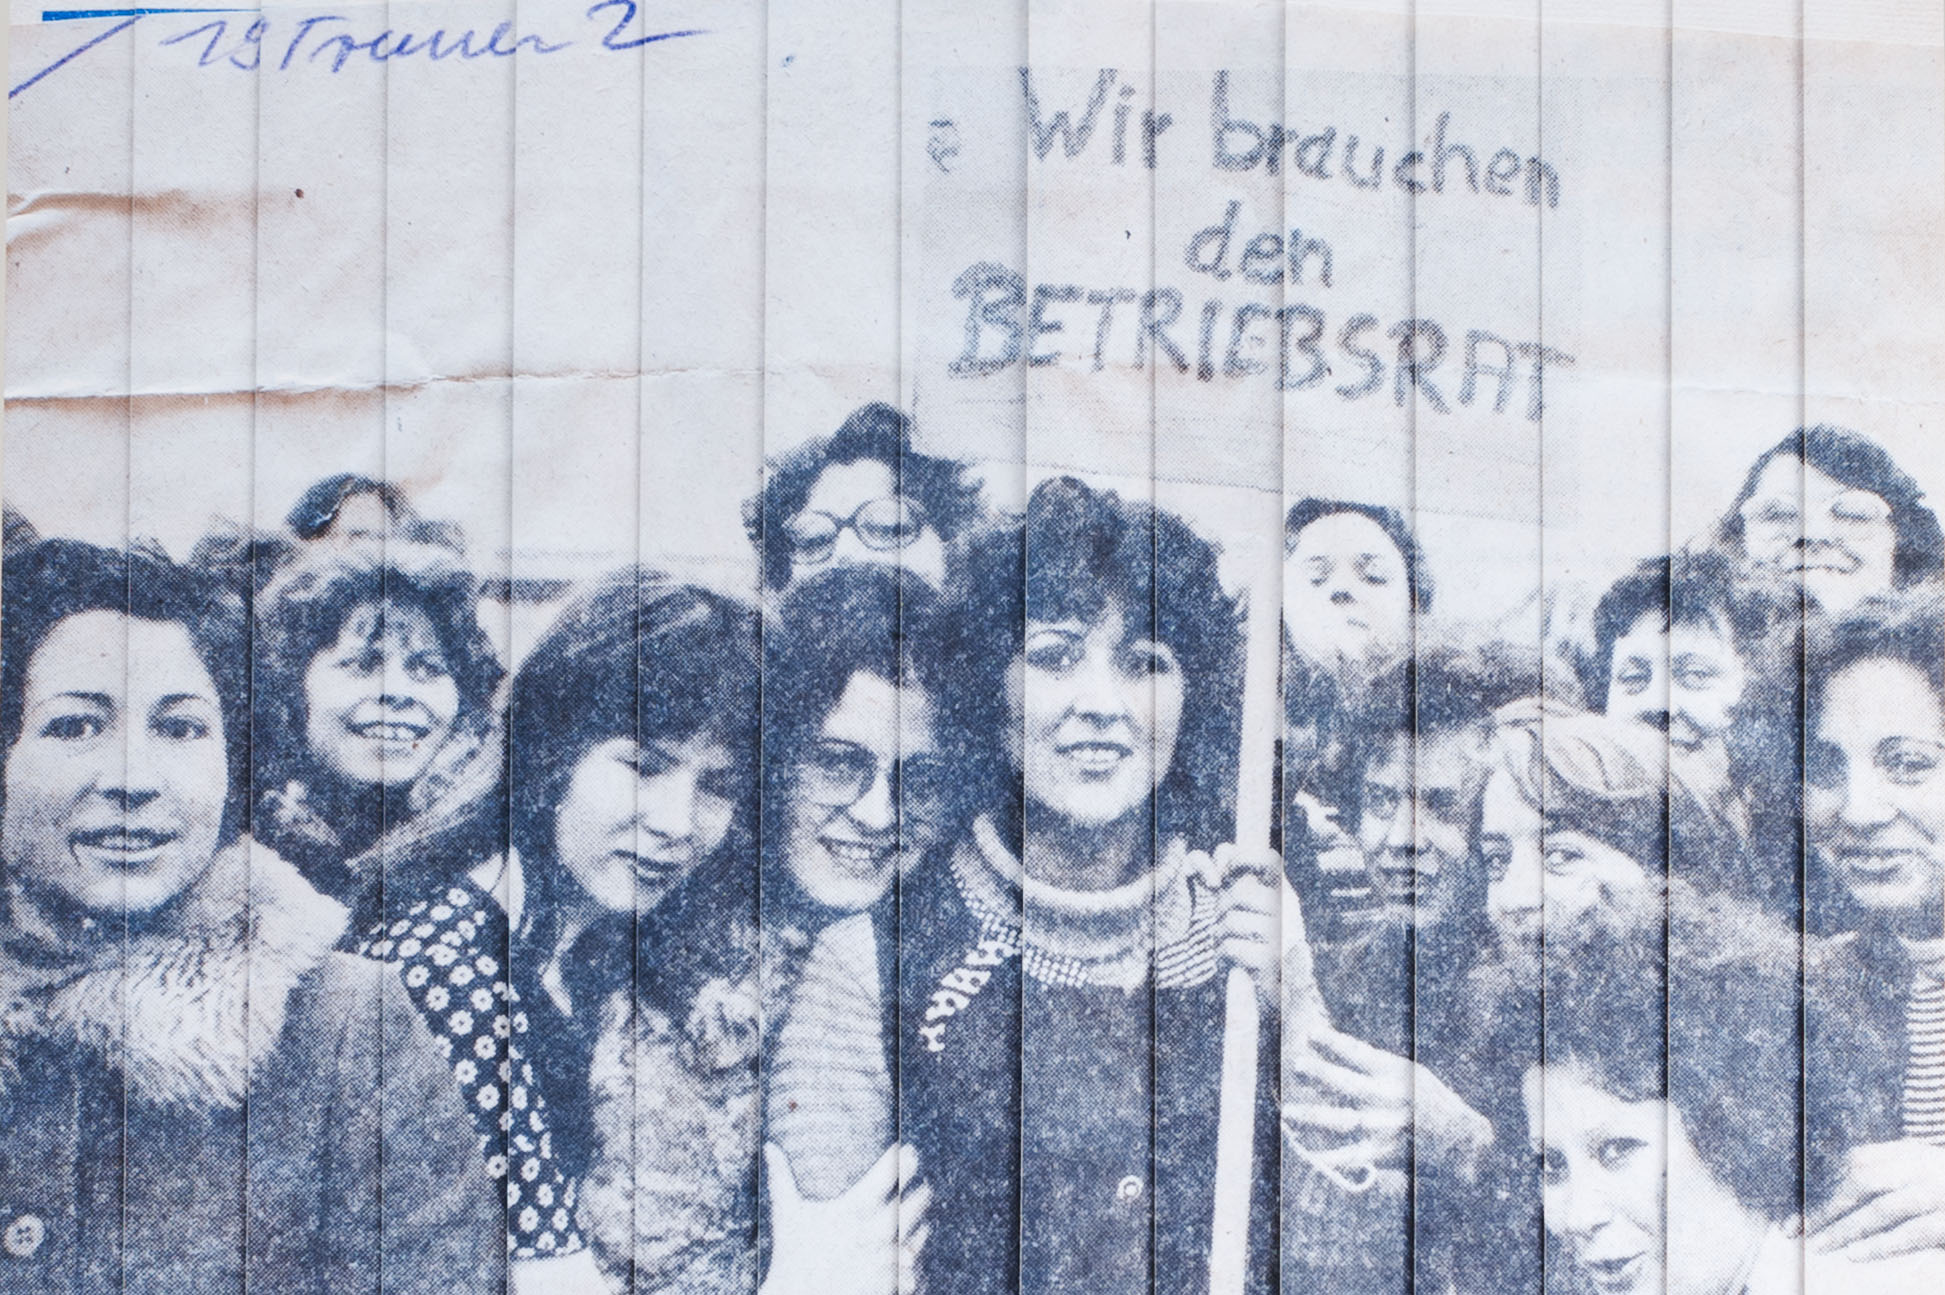 19 Frauen 2
Wir brauchen
den
BETRIEBSRAT